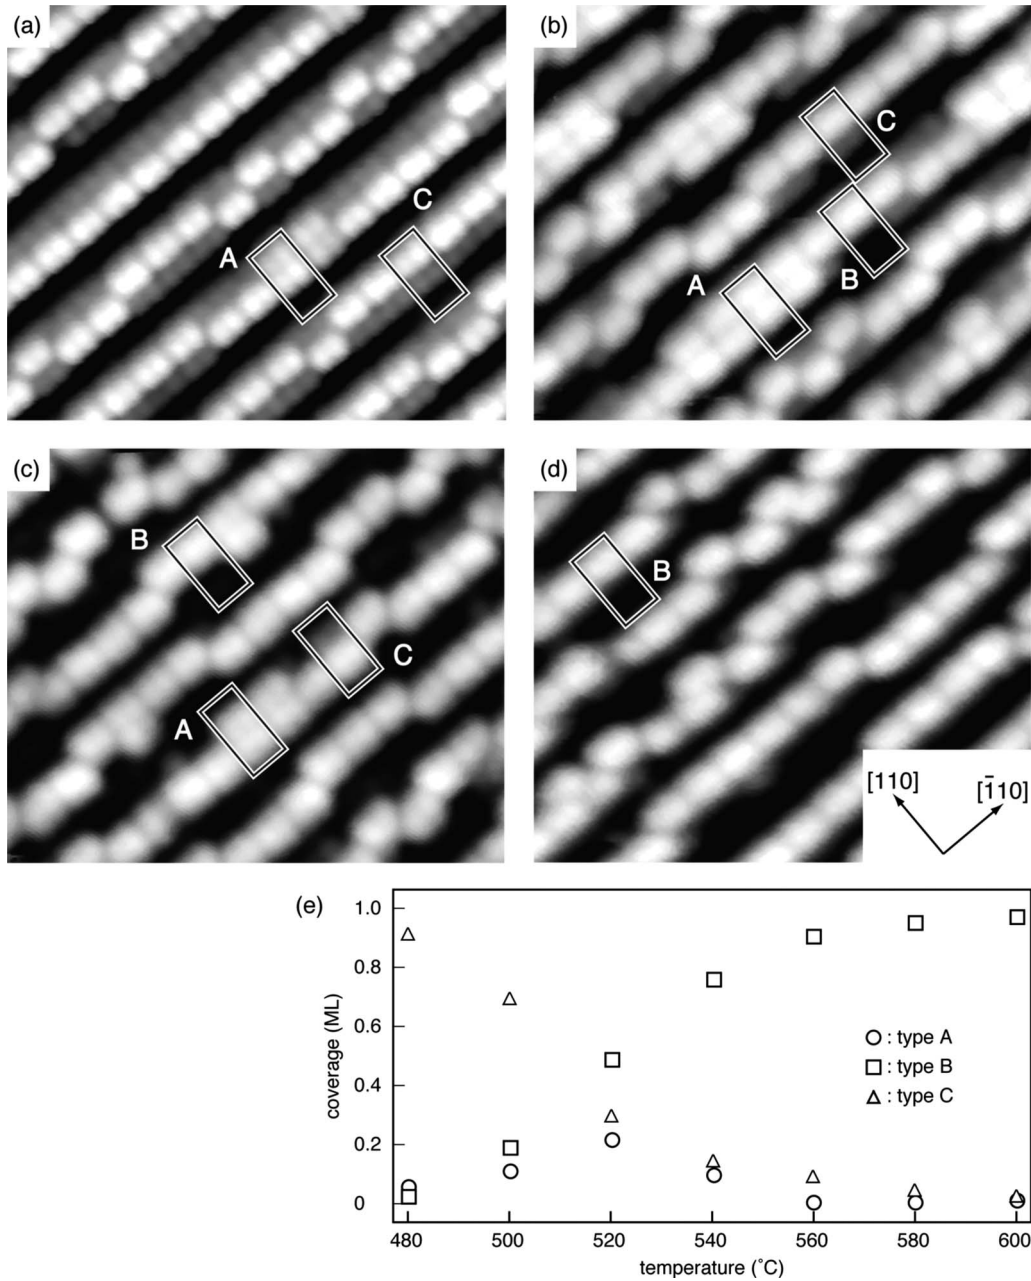 (a)
C
A
(b)
C
A
B
(c)
B
C
A
(d)
B
[110]
[1̄10]
(e)
1.0
0.8
0.6
0.4
0.2
0
coverage (ML)
: type A
: type B
: type C
480 500 520 540 560 580 600
temperature (˚C)